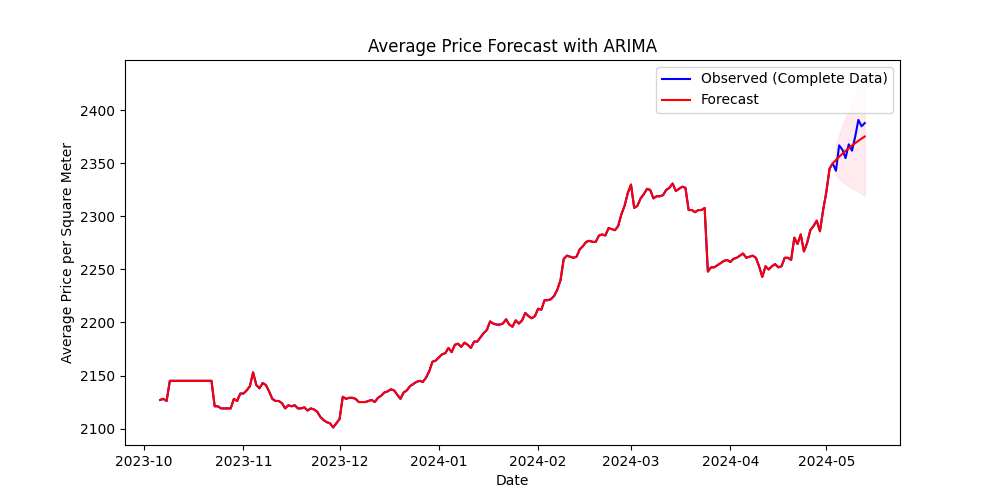 Average Price Forecast with ARIMA
Observed (Complete Data)
Forecast
Average Price per Square Meter
2400
2350
2300
2250
2200
2150
2100
2023-10 2023-11 2023-12 2024-01 2024-02 2024-03 2024-04 2024-05
Date